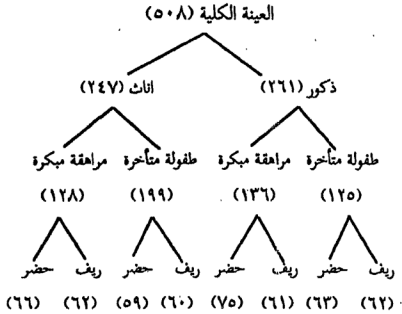 العينة الكلية (٥٠٨)
ذكور (٢٦١) اناث (٢٤٧)
طفولة متأخرة مراهقة مبكرة طفولة متأخرة مراهقة مبكرة
(١٢٥) (١٣٦) (١٩٩) (١٢٨)
ريف حضر ريف حضر ريف حضر ريف حضر
(٦٢) (٦٣) (٦١) (٧٥) (٦٠) (٥٩) (٦٢) (٦٦)